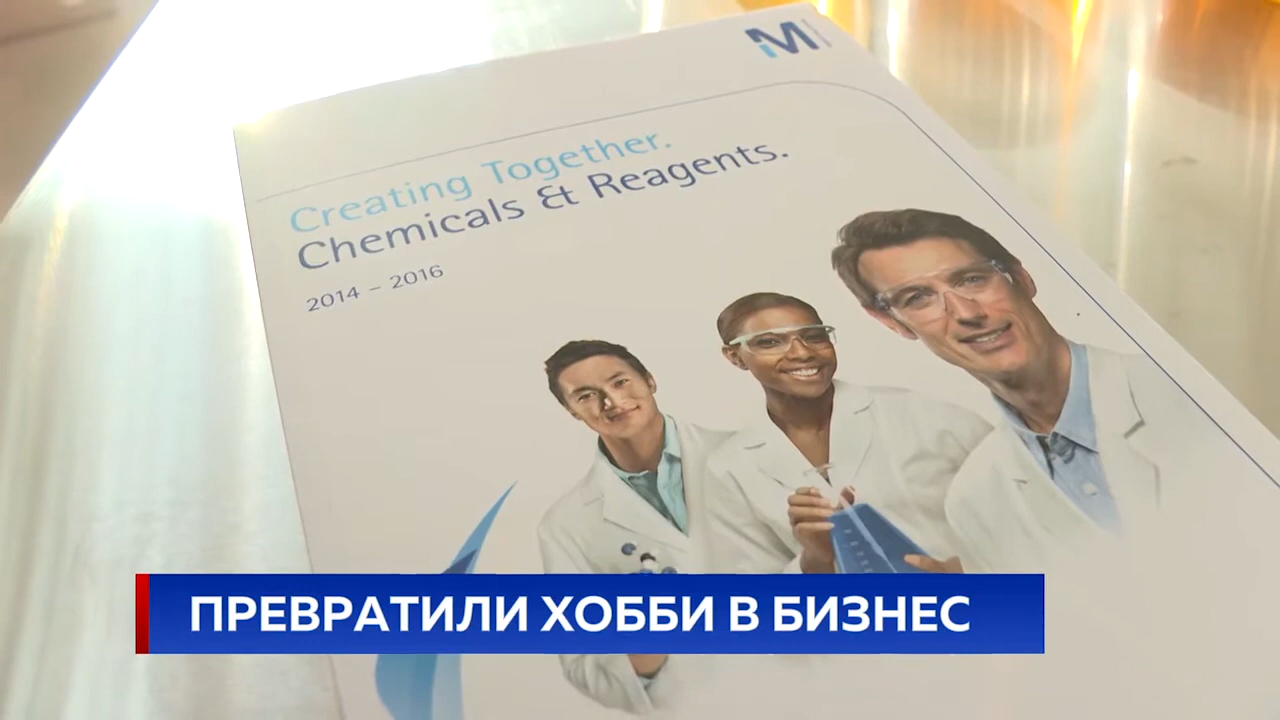 M
Creating Together.
Chemicals & Reagents.
2014 – 2016
ПРЕВРАТИЛИ ХОББИ В БИЗНЕС